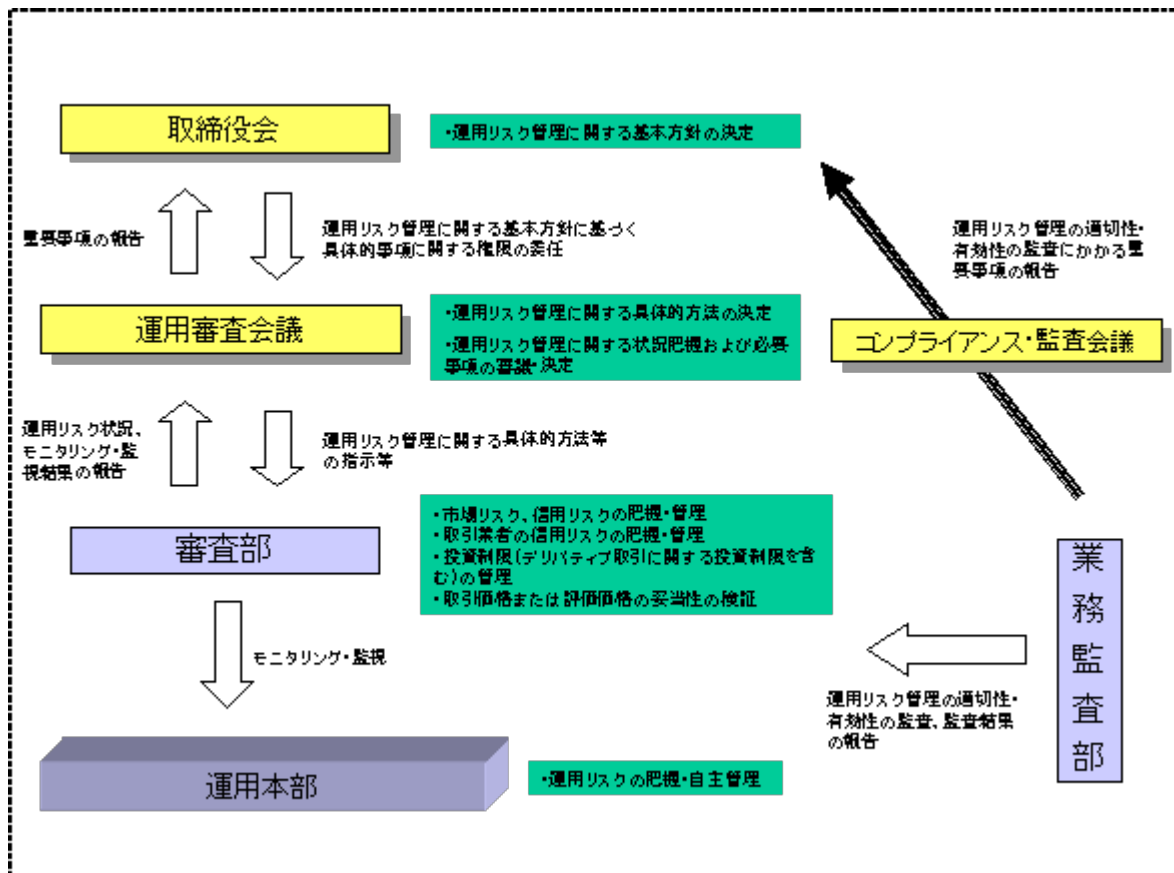 取締役会
・運用リスク管理に関する基本方針の決定
重要事項の報告
運用リスク管理に関する基本方針に基づく
具体的事項に関する権限の委任
運用リスク管理の適切性・
有効性の監査にかかる重
要事項の報告
運用審査会議
・運用リスク管理に関する具体的方法の決定
・運用リスク管理に関する状況把握および必要
事項の審議・決定
コンプライアンス・監査会議
運用リスク状況、
モニタリング・監
視結果の報告
運用リスク管理に関する具体的方法等
の指示等
審査部
・市場リスク、信用リスクの把握・管理
・取引業者の信用リスクの把握・管理
・投資制限(デリバティブ取引に関する投資制限を含
む)の管理
・取引価格または評価価格の妥当性の検証
業務監査部
モニタリング・監視
運用リスク管理の適切性・
有効性の監査、監査結果
の報告
運用本部
・運用リスクの把握・自主管理